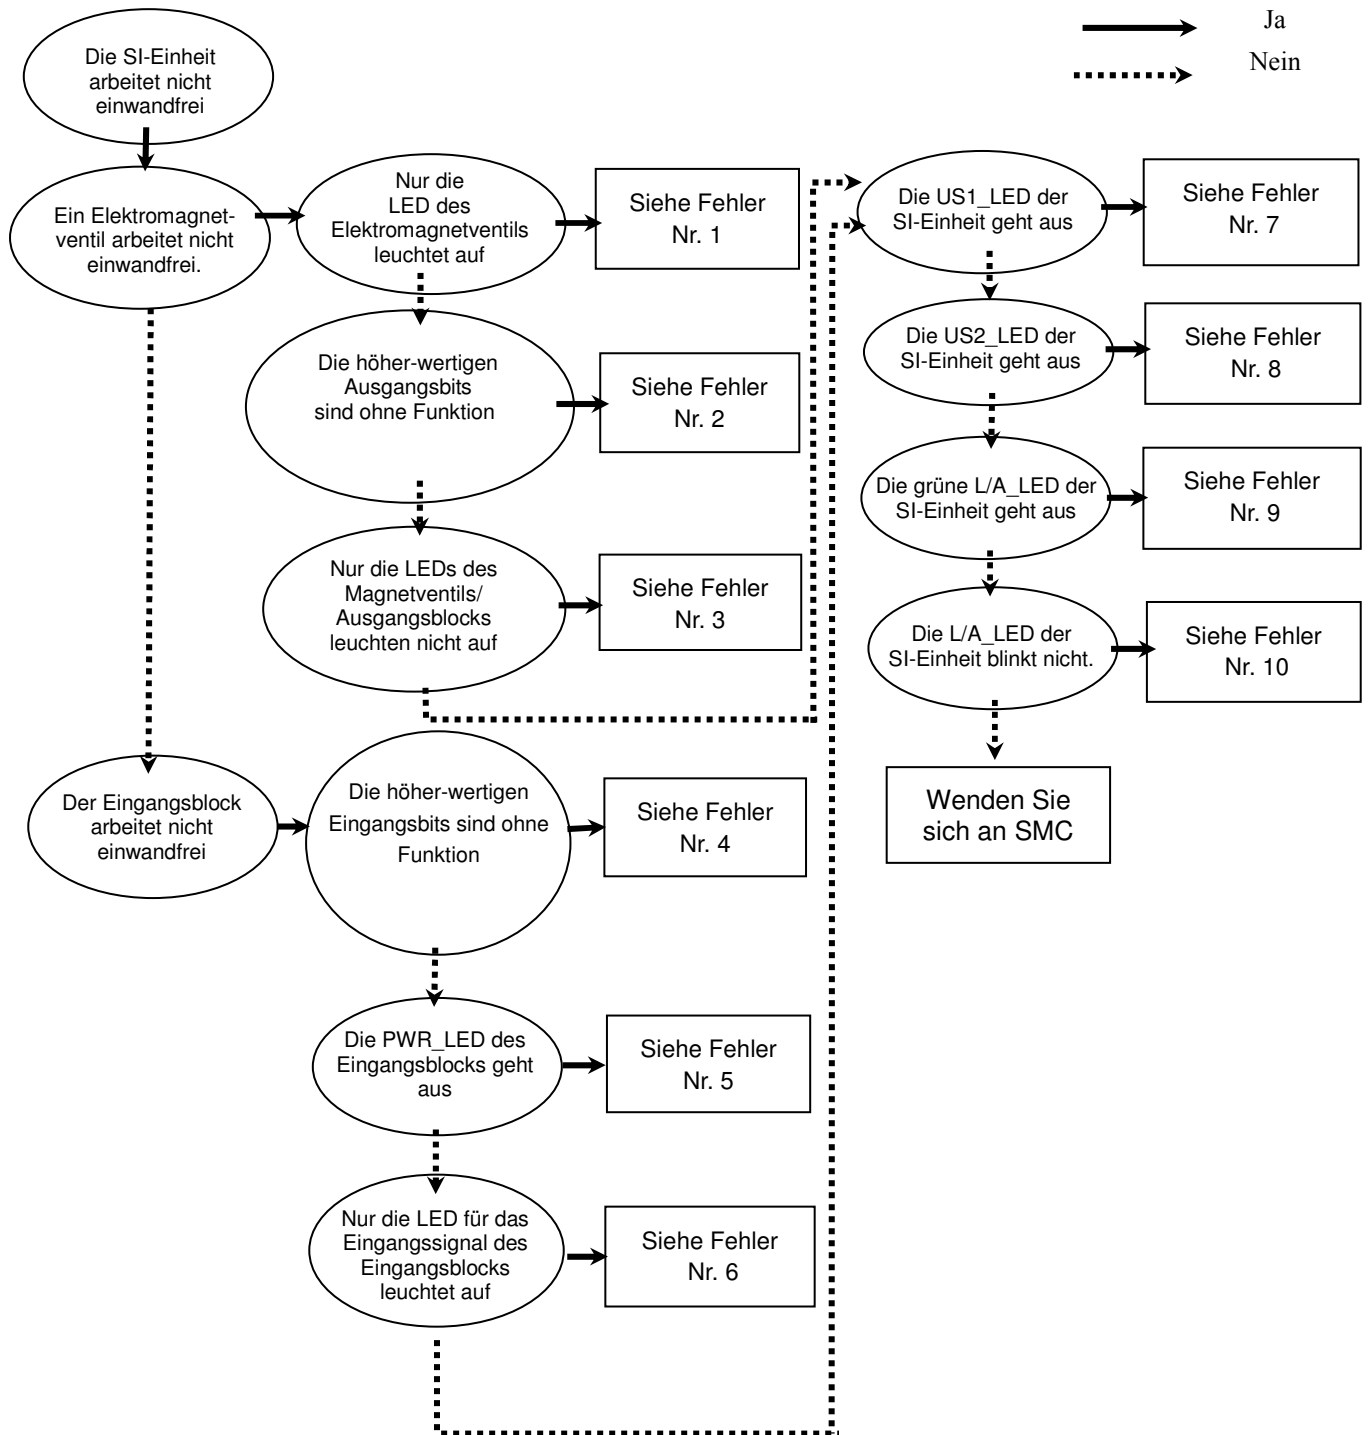 Ja
Nein
Die SI-Einheit
arbeitet nicht
einwandfrei
Ein Elektromagnet-
ventil arbeitet nicht
einwandfrei.
Nur die
LED des
Elektromagnetventils
leuchtet auf
Siehe Fehler
Nr. 1
Die höher-wertigen
Ausgangsbits
sind ohne Funktion
Siehe Fehler
Nr. 2
Nur die LEDs des
Magnetventils/
Ausgangsblocks
leuchten nicht auf
Siehe Fehler
Nr. 3
Der Eingangsblock
arbeitet nicht
einwandfrei
Die höher-wertigen
Eingangsbits sind ohne
Funktion
Siehe Fehler
Nr. 4
Die PWR_LED des
Eingangsblocks geht
aus
Siehe Fehler
Nr. 5
Nur die LED für das
Eingangssignal des
Eingangsblocks
leuchtet auf
Siehe Fehler
Nr. 6
Die US1_LED der
SI-Einheit geht aus
Siehe Fehler
Nr. 7
Die US2_LED der
SI-Einheit geht aus
Siehe Fehler
Nr. 8
Die grüne L/A_LED der
SI-Einheit geht aus
Siehe Fehler
Nr. 9
Die L/A_LED der
SI-Einheit blinkt nicht.
Siehe Fehler
Nr. 10
Wenden Sie
sich an SMC